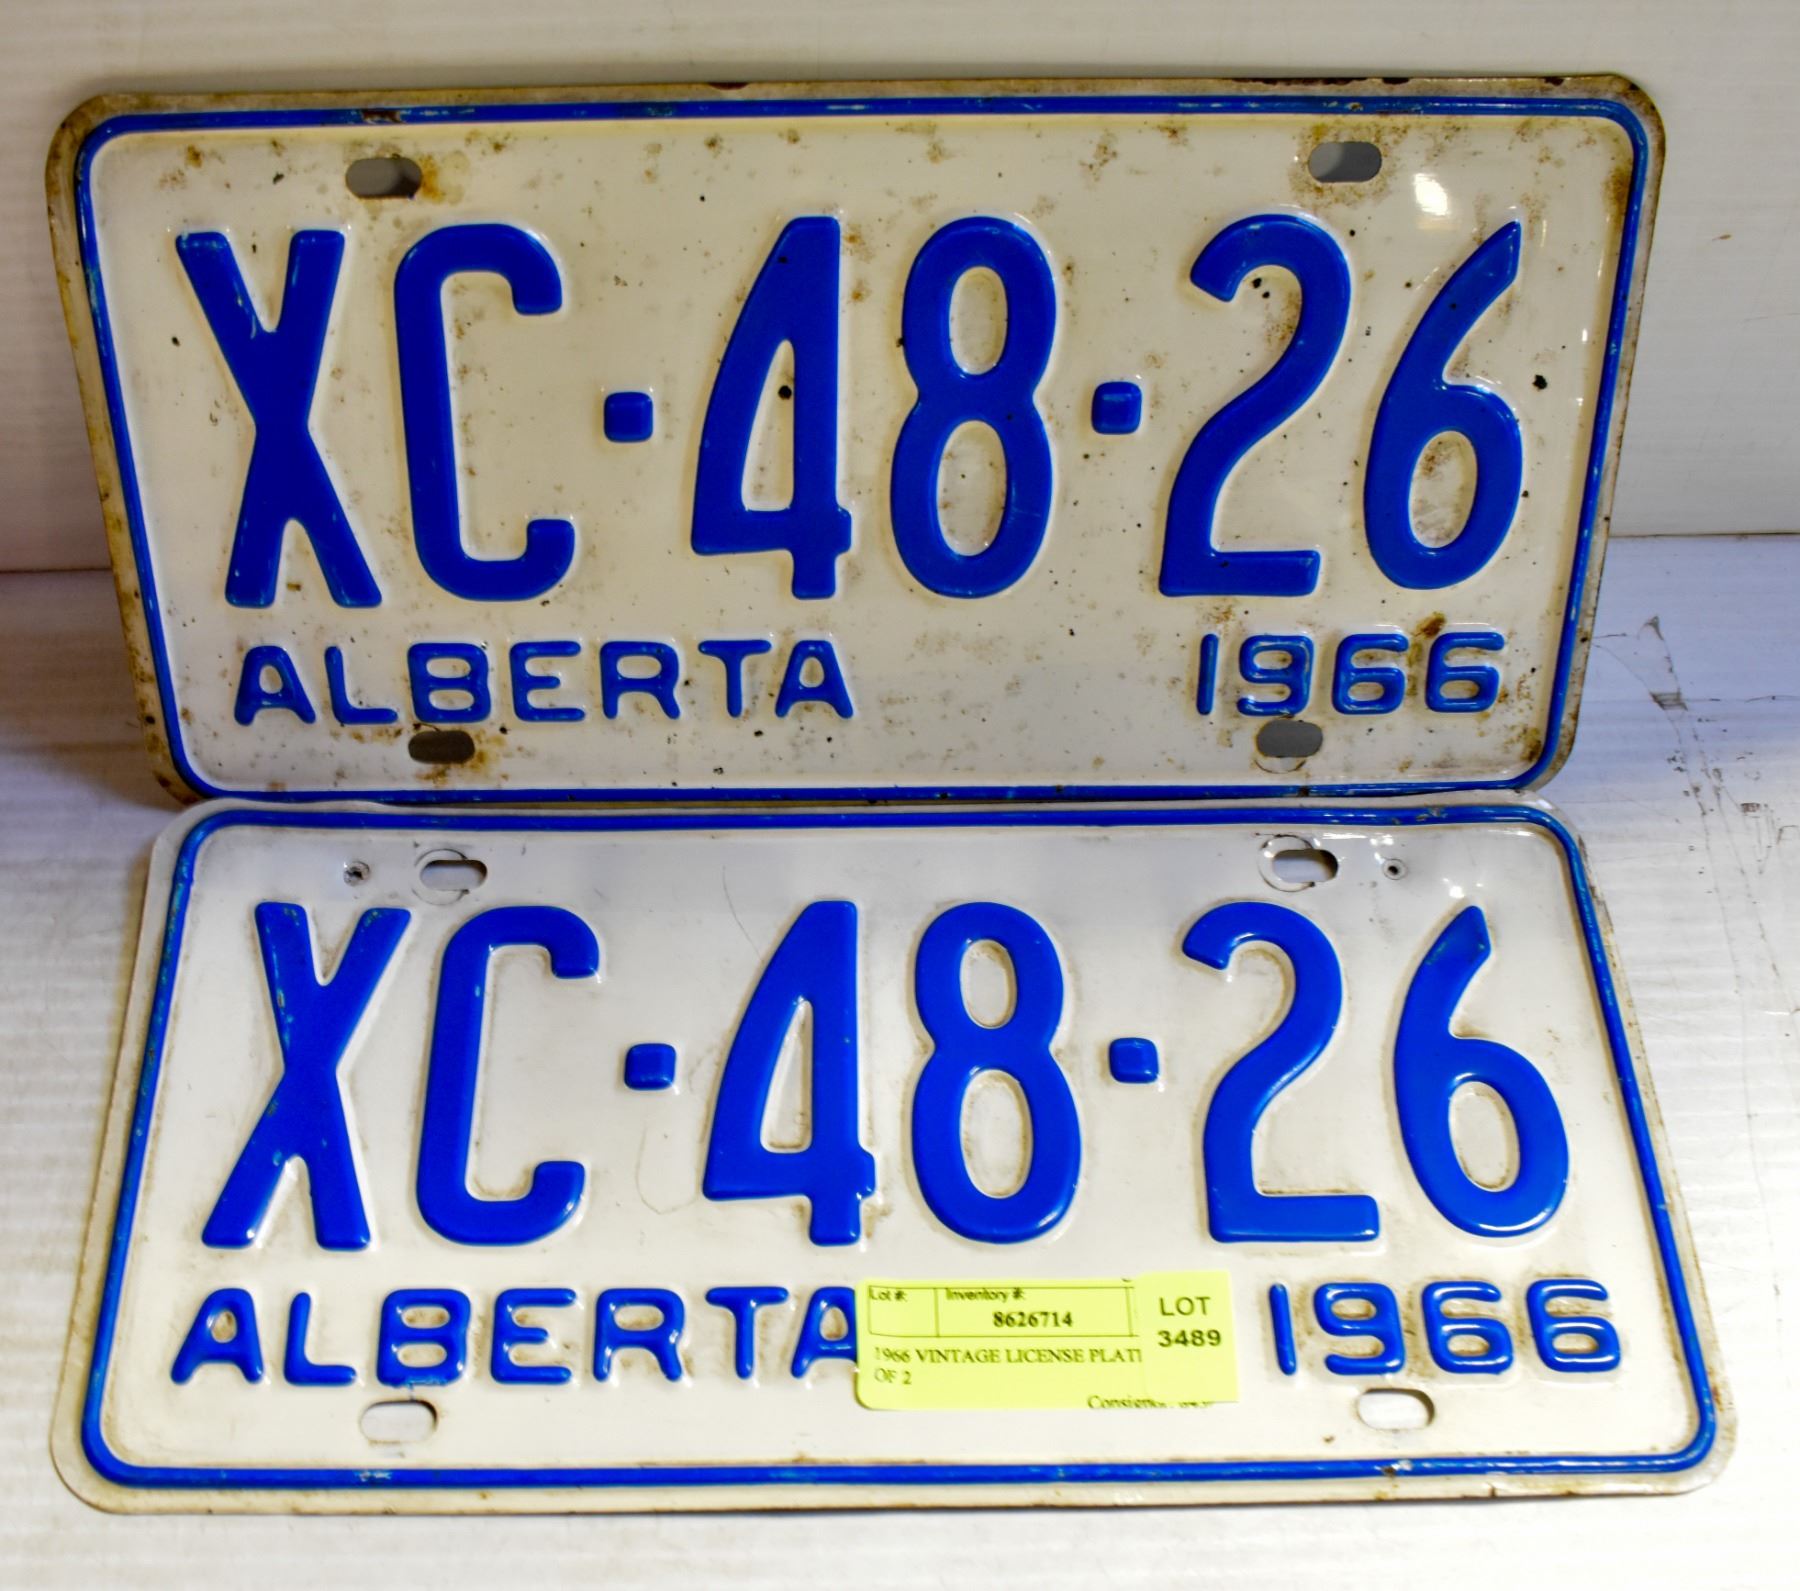 XC·48·26
ALBERTA 1966
XC·48·26
ALBERTA 1966
Lot #: Inventory #:
8626714
LOT
3489
1966 VINTAGE LICENSE
OF 2